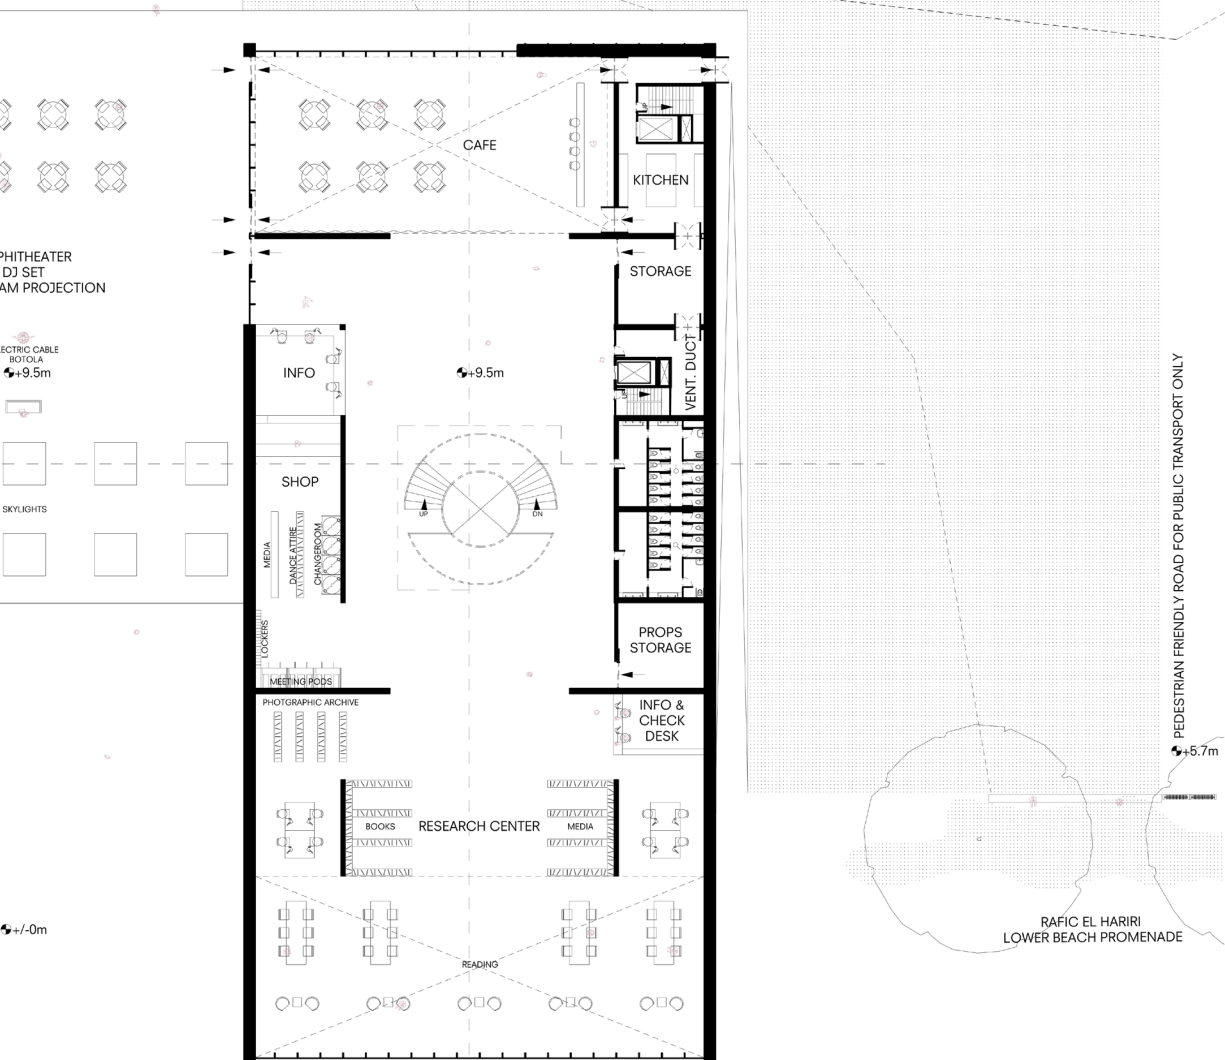 CAFE
UP
KITCHEN
PHITHEATER
DJ SET
AM PROJECTION
STORAGE
ECTRIC CABLE
BOTOLA
+9.5m
INFO
+9.5m
VENT. DUCT
UP
PEDESTRIAN FRIENDLY ROAD FOR PUBLIC TRANSPORT ONLY
SHOP
SKYLIGHTS
UP
DN
MEDIA
DANCE ATTIRE
CHANGEROOM
LOCKERS
PROPS
STORAGE
MEETING PODS
PHOTGRAPHIC ARCHIVE
INFO &
CHECK
DESK
+5.7m
BOOKS
RESEARCH CENTER
MEDIA
+/-0m
RAFIC EL HARIRI
LOWER BEACH PROMENADE
READING